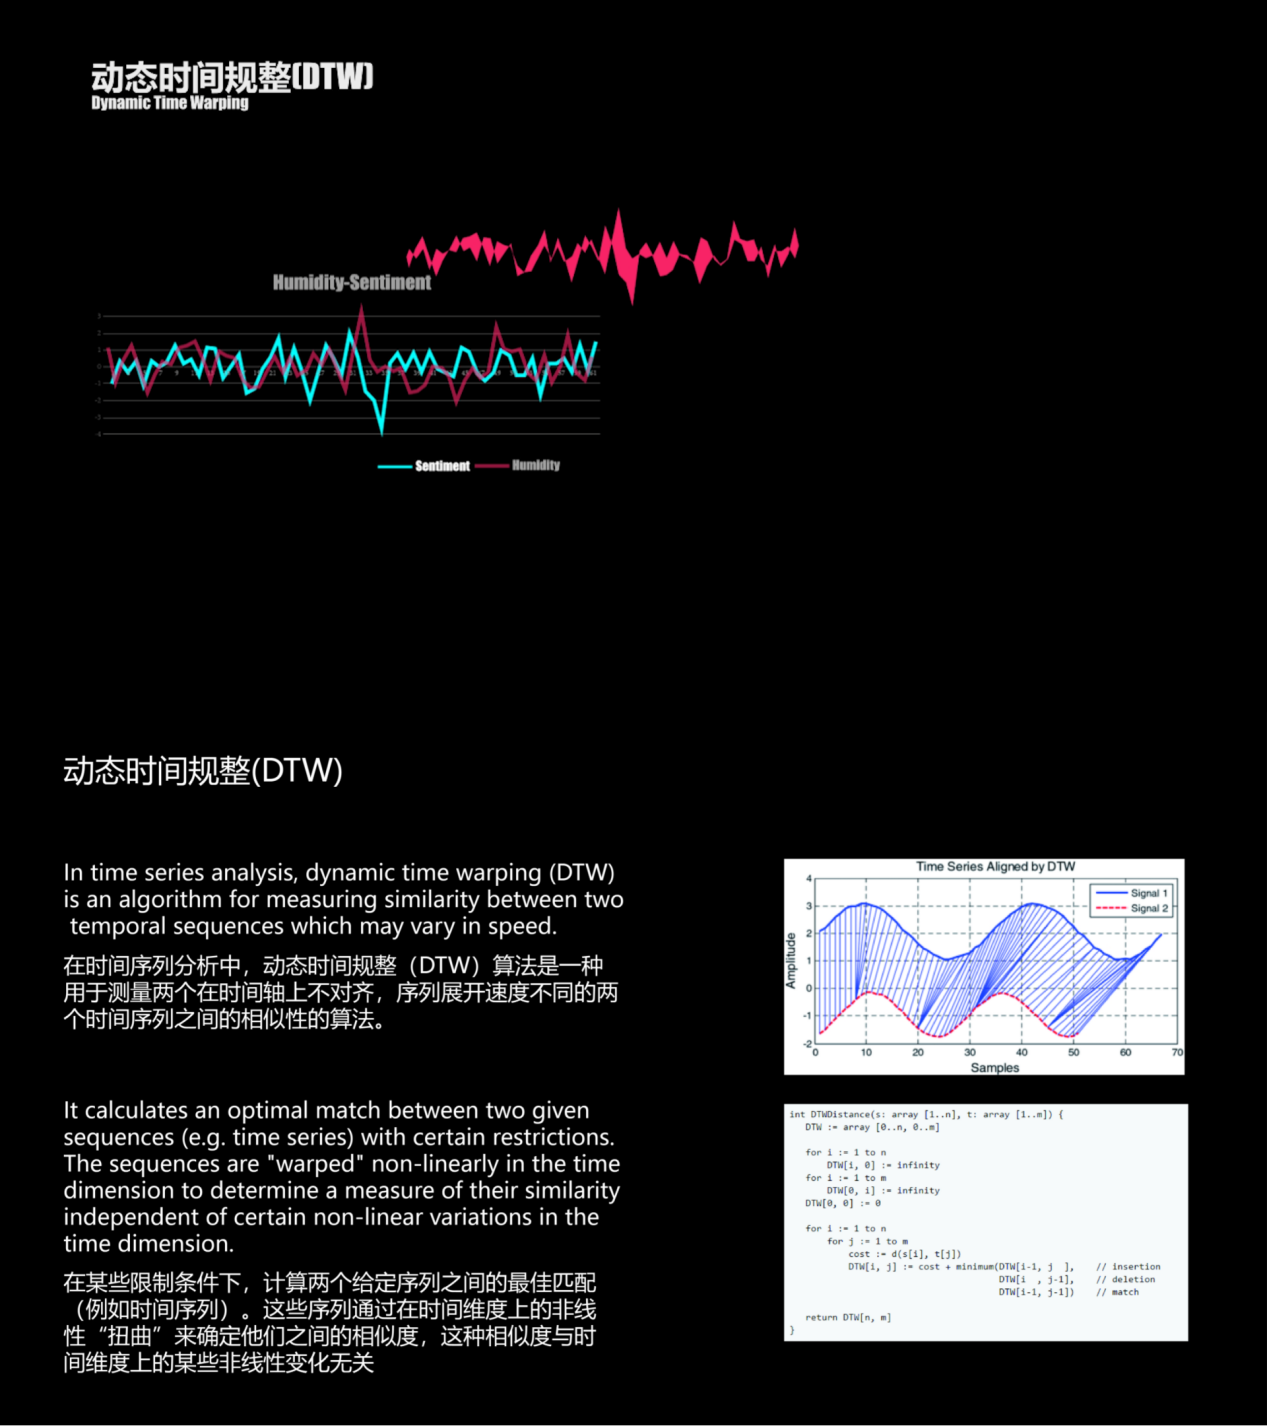 动态时间规整(DTW)
Dynamic Time Warping
Humidity-Sentiment
3
2
1
0
-1
-2
-3
-4
Sentiment Humidity
动态时间规整(DTW)
In time series analysis, dynamic time warping (DTW)
is an algorithm for measuring similarity between two
temporal sequences which may vary in speed.
在时间序列分析中，动态时间规整（DTW）算法是一种
用于测量两个在时间轴上不对齐，序列展开速度不同的两
个时间序列之间的相似性的算法。
It calculates an optimal match between two given
sequences (e.g. time series) with certain restrictions.
The sequences are "warped" non-linearly in the time
dimension to determine a measure of their similarity
independent of certain non-linear variations in the
time dimension.
在某些限制条件下，计算两个给定序列之间的最佳匹配
（例如时间序列）。这些序列通过在时间维度上的非线
性“扭曲”来确定他们之间的相似度，这种相似度与时
间维度上的某些非线性变化无关
Time Series Aligned by DTW
Signal 1
Signal 2
Amplitude
4
3
2
1
0
-1
-2
0 10 20 30 40 50 60 70
Samples
int DTWDistance(s: array [1..n], t: array [1..m]) {
DTW := array [0..n, 0..m]
for i := 1 to n
DTW[i, 0] := infinity
for i := 1 to m
DTW[0, i] := infinity
DTW[0, 0] := 0
for i := 1 to n
for j := 1 to m
cost := d(s[i], t[j])
DTW[i, j] := cost + minimum(DTW[i-1, j  ], // insertion
DTW[i  , j-1], // deletion
DTW[i-1, j-1]) // match
return DTW[n, m]
}